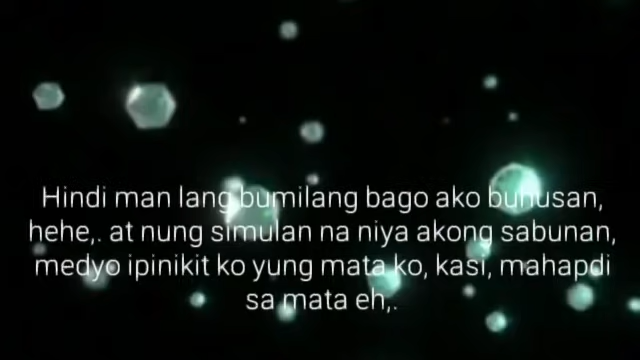 Hindi man lang bumilang bago ako buhusan,
hehe,. at nung simulan na niya akong sabunan,
medyo ipinikit ko yung mata ko, kasi, mahapdi
sa mata eh,.